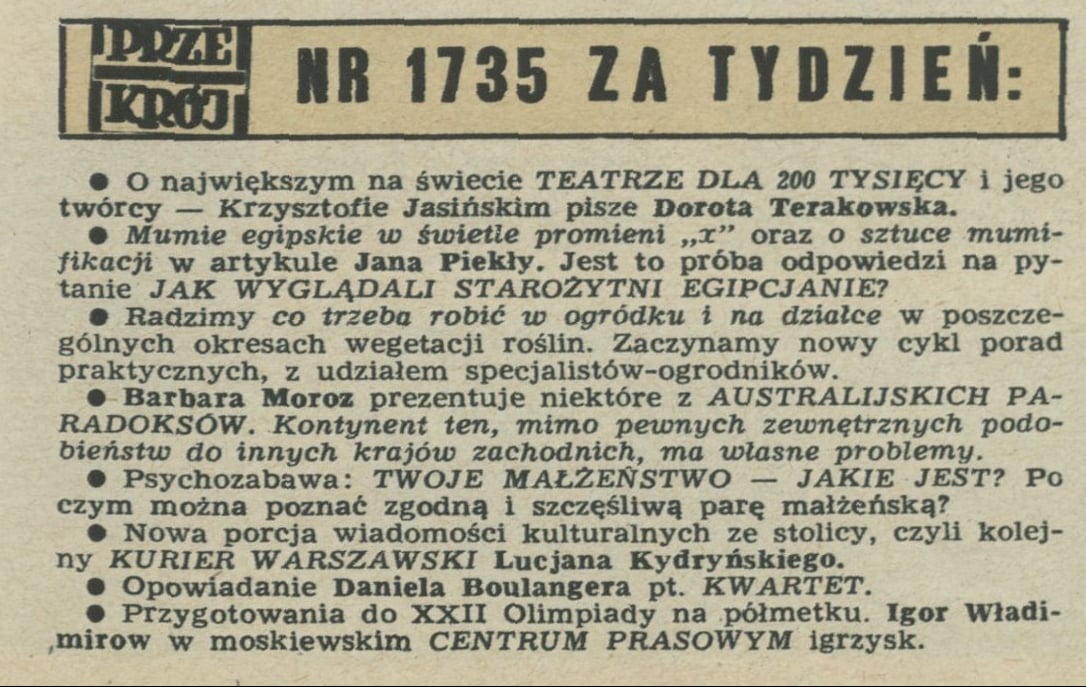 PRZE
KRÓJ
NR 1735 ZA TYDZIEŃ:
● O największym na świecie TEATRZE DLA 200 TYSIĘCY i jego
twórcy — Krzysztofie Jasińskim pisze Dorota Terakowska.
● Mumie egipskie w świetle promieni „x” oraz o sztuce mumi-
fikacji w artykule Jana Piekły. Jest to próba odpowiedzi na py-
tanie JAK WYGLĄDALI STAROŻYTNI EGIPCJANIE?
● Radzimy co trzeba robić w ogródku i na działce w poszcze-
gólnych okresach wegetacji roślin. Zaczynamy nowy cykl porad
praktycznych, z udziałem specjalistów-ogrodników.
● Barbara Moroz prezentuje niektóre z AUSTRALIJSKICH PA-
RADOKSÓW. Kontynent ten, mimo pewnych zewnętrznych podo-
bieństw do innych krajów zachodnich, ma własne problemy.
● Psychozabawa: TWOJE MAŁŻEŃSTWO — JAKIE JEST? Po
czym można poznać zgodną i szczęśliwą parę małżeńską?
● Nowa porcja wiadomości kulturalnych ze stolicy, czyli kolej-
ny KURIER WARSZAWSKI Lucjana Kydryńskiego.
● Opowiadanie Daniela Boulangera pt. KWARTET.
● Przygotowania do XXII Olimpiady na półmetku. Igor Władi-
mirow w moskiewskim CENTRUM PRASOWYM igrzysk.